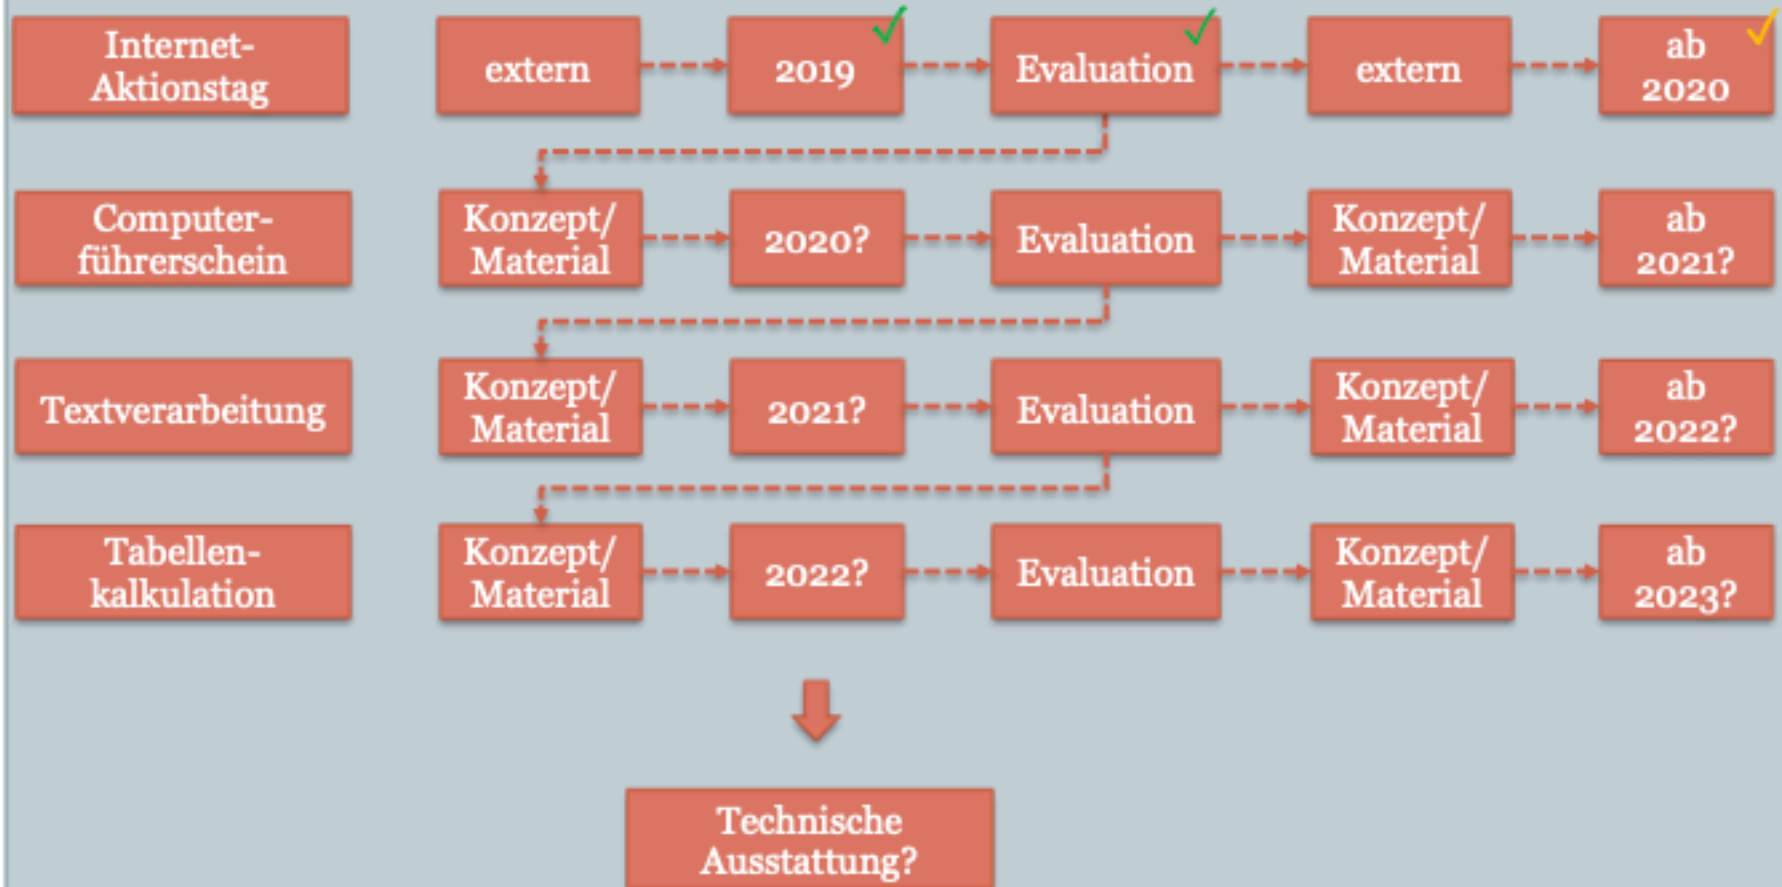 Internet-
Aktionstag
extern
2019
Evaluation
extern
ab
2020
Computer-
führerschein
Konzept/
Material
2020?
Evaluation
Konzept/
Material
ab
2021?
Textverarbeitung
Konzept/
Material
2021?
Evaluation
Konzept/
Material
ab
2022?
Tabellen-
kalkulation
Konzept/
Material
2022?
Evaluation
Konzept/
Material
ab
2023?
Technische
Ausstattung?